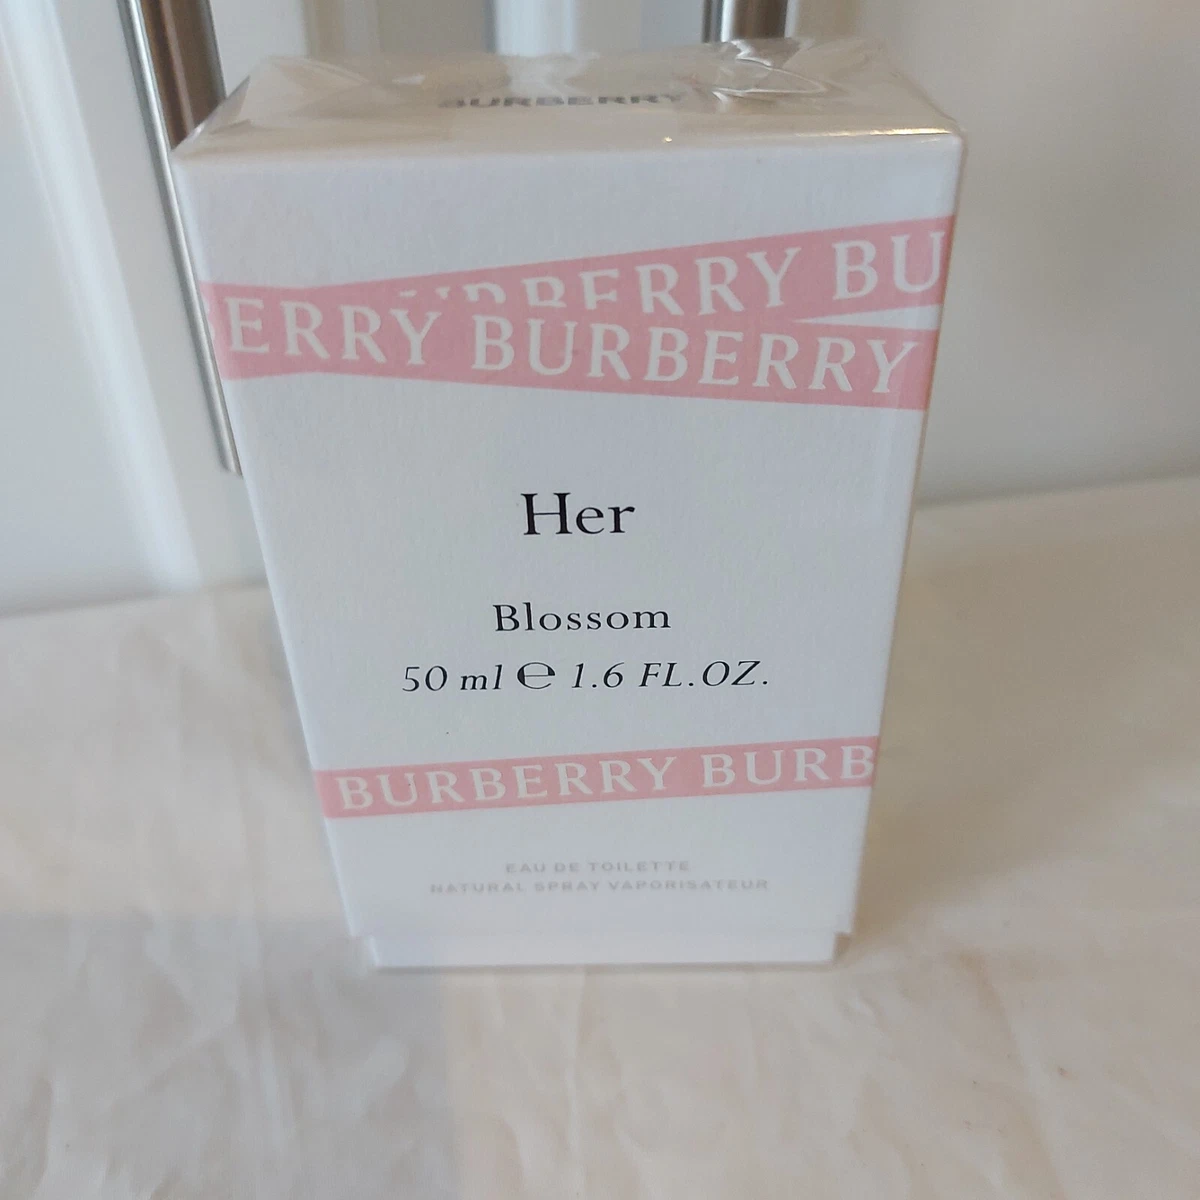 BURBERRY
RBERRY BU
ERRY BURBERRY
Her
Blossom
50 ml ℮ 1.6 FL.OZ.
BURBERRY BURB
EAU DE TOILETTE
NATURAL SPRAY VAPORISATEUR